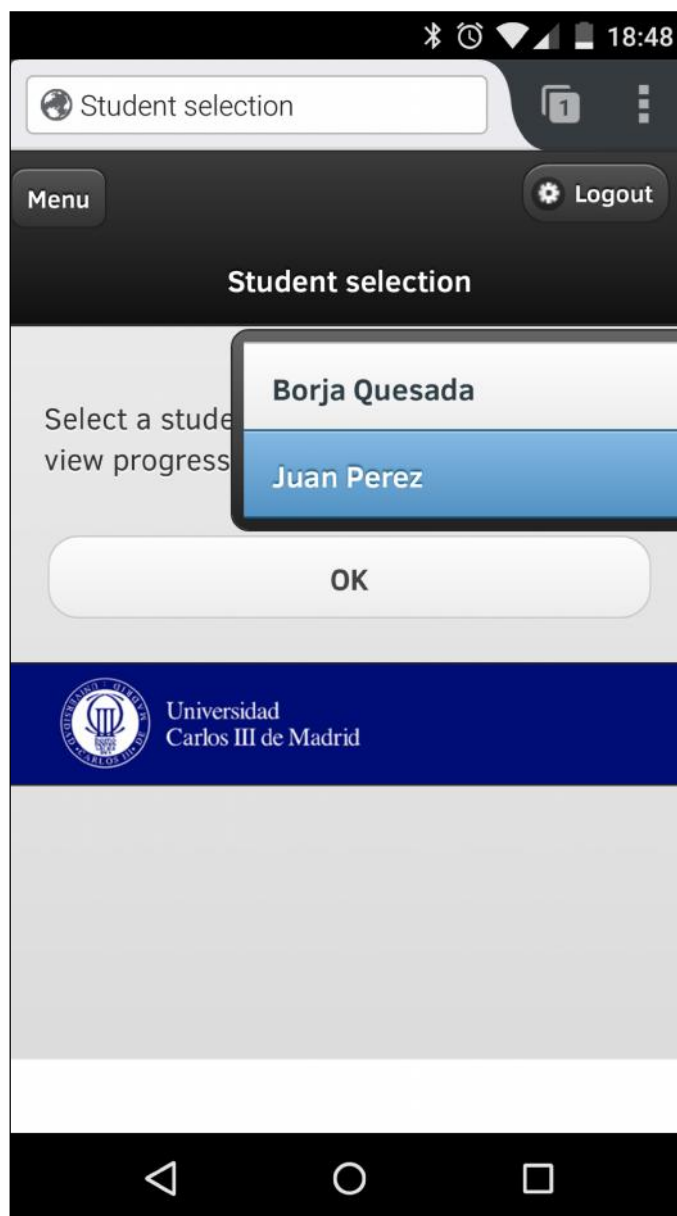 18:48
Student selection
1
Menu
Logout
Student selection
Borja Quesada
Select a stude
view progress
Juan Perez
OK
Universidad
Carlos III de Madrid